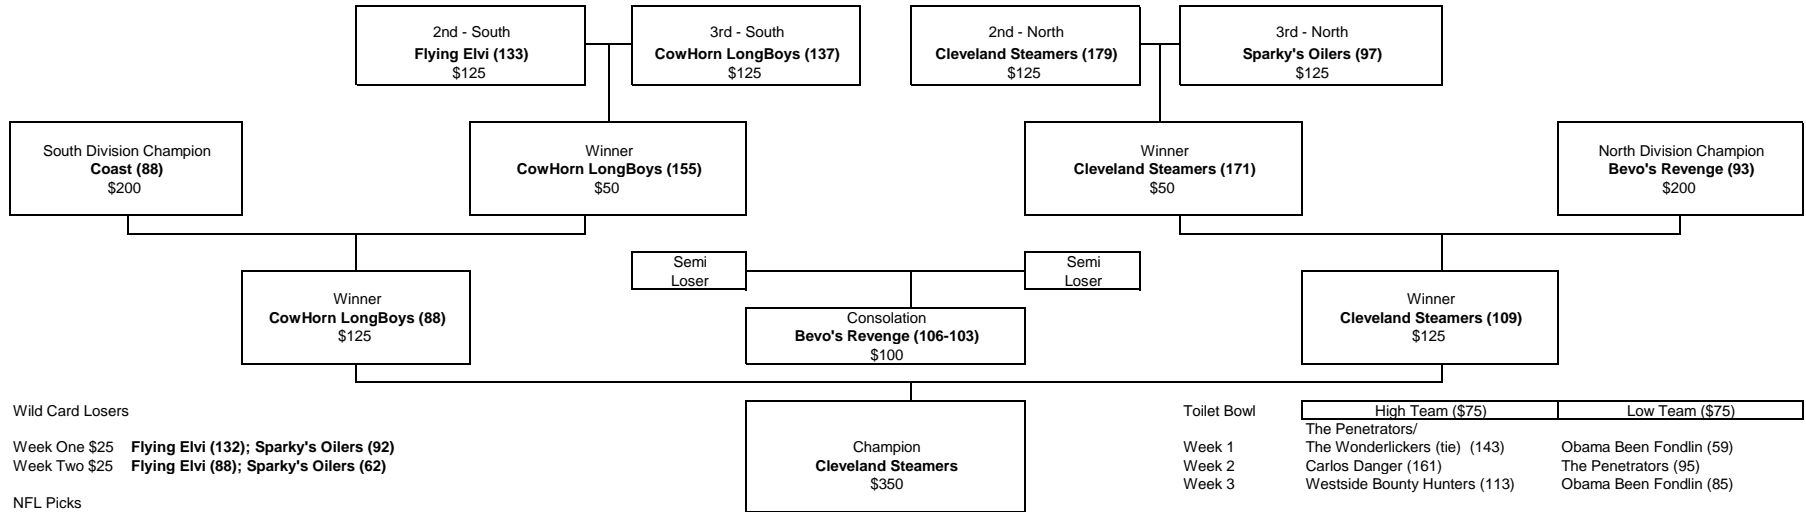 2nd - South
Flying Elvi (133)
$125
3rd - South
CowHorn LongBoys (137)
$125
2nd - North
Cleveland Steamers (179)
$125
3rd - North
Sparky's Oilers (97)
$125
South Division Champion
Coast (88)
$200
Winner
CowHorn LongBoys (155)
$50
Winner
Cleveland Steamers (171)
$50
North Division Champion
Bevo's Revenge (93)
$200
Semi
Loser
Semi
Loser
Winner
CowHorn LongBoys (88)
$125
Consolation
Bevo's Revenge (106-103)
$100
Winner
Cleveland Steamers (109)
$125
Wild Card Losers
Week One $25 Flying Elvi (132); Sparky's Oilers (92)
Week Two $25 Flying Elvi (88); Sparky's Oilers (62)
NFL Picks
Champion
Cleveland Steamers
$350
Toilet Bowl High Team ($75) Low Team ($75)
The Penetrators/
Week 1 The Wonderlickers (tie) (143) Obama Been Fondlin (59)
Week 2 Carlos Danger (161) The Penetrators (95)
Week 3 Westside Bounty Hunters (113) Obama Been Fondlin (85)